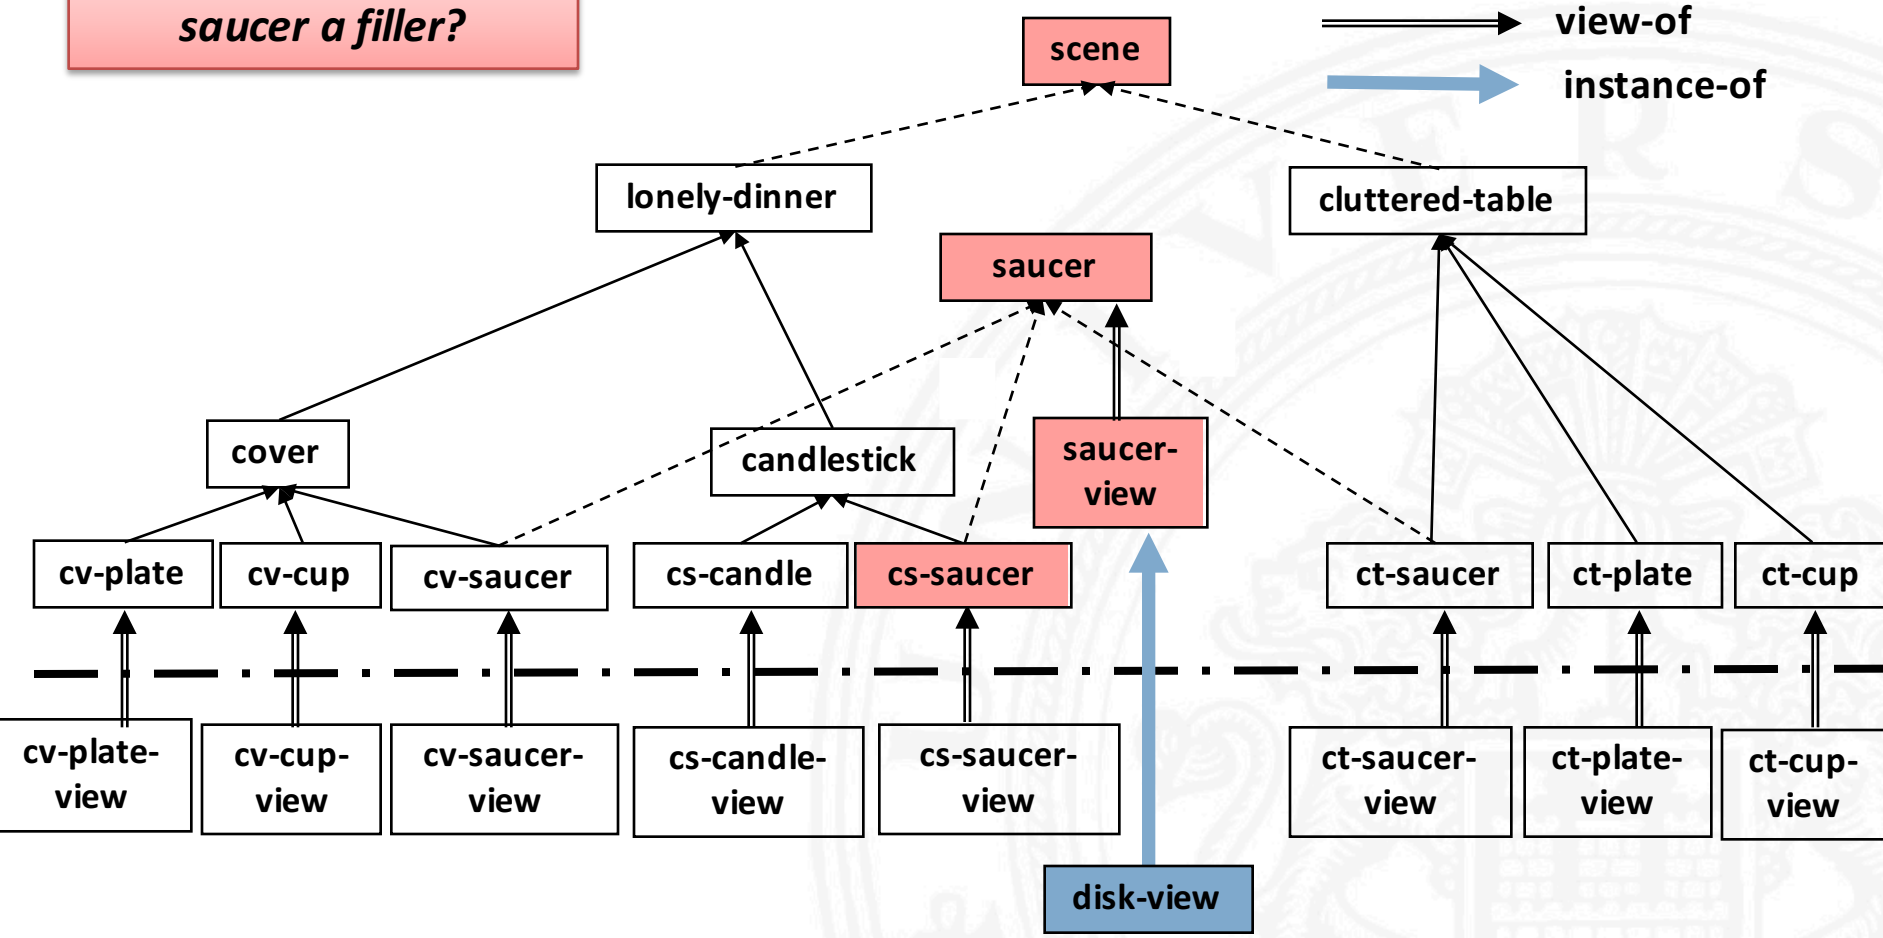 saucer a filler?
view-of
instance-of
scene
lonely-dinner
cluttered-table
saucer
cover
candlestick
saucer-
view
cv-plate
cv-cup
cv-saucer
cs-candle
cs-saucer
ct-saucer
ct-plate
ct-cup
cv-plate-
view
cv-cup-
view
cv-saucer-
view
cs-candle-
view
cs-saucer-
view
ct-saucer-
view
ct-plate-
view
ct-cup-
view
disk-view
V E R S